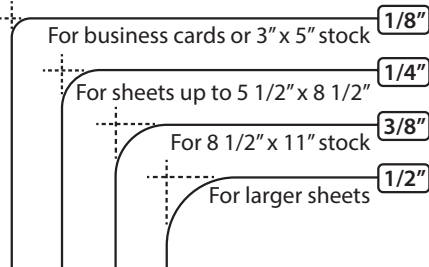 1/8″
For business cards or 3″ x 5″ stock
1/4″
For sheets up to 5 1/2″ x 8 1/2″
3/8″
For 8 1/2″ x 11″ stock
1/2″
For larger sheets